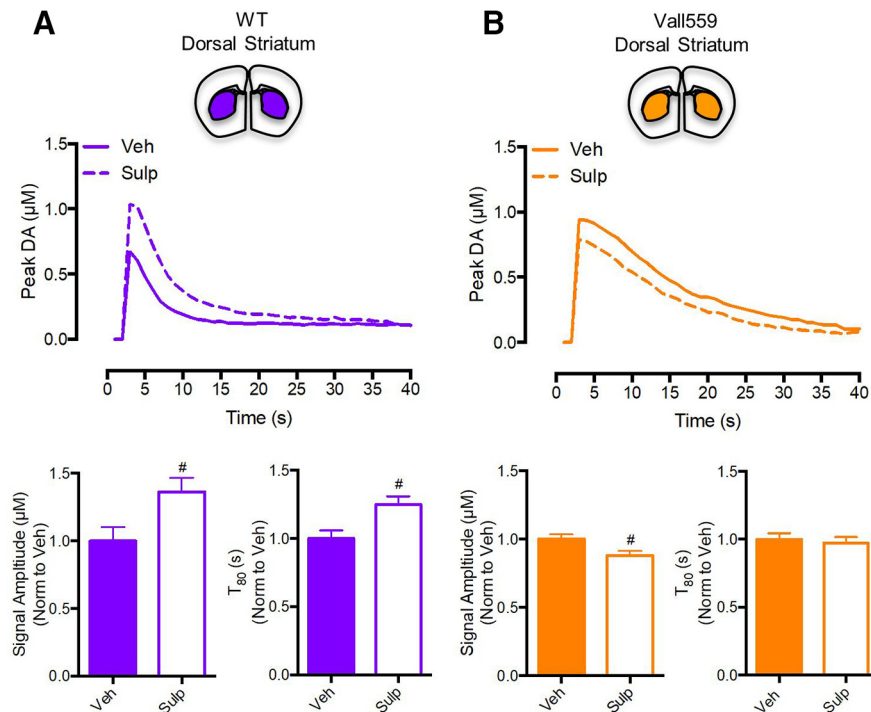 A
WT
Dorsal Striatum
Veh
Sulp
Peak DA (µM)
1.5
1.0
0.5
0.0
0 5 10 15 20 25 30 35 40
Time (s)
B
Vall559
Dorsal Striatum
Veh
Sulp
Peak DA (µM)
1.5
1.0
0.5
0.0
0 5 10 15 20 25 30 35 40
Time (s)
Signal Ampltiude (µM)
(Norm to Veh)
1.5
1.0
0.5
0.0
#
Veh Sulp
T80 (s)
(Norm to Veh)
1.5
1.0
0.5
0.0
#
Veh Sulp
Signal Ampltiude (µM)
(Norm to Veh)
1.5
1.0
0.5
0.0
#
Veh Sulp
T80 (s)
(Norm to Veh)
1.5
1.0
0.5
0.0
Veh Sulp